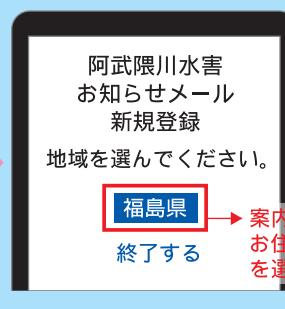 阿武隈川水害
お知らせメール
新規登録
地域を選んでください。
福島県
終了する
案内
お住
を選